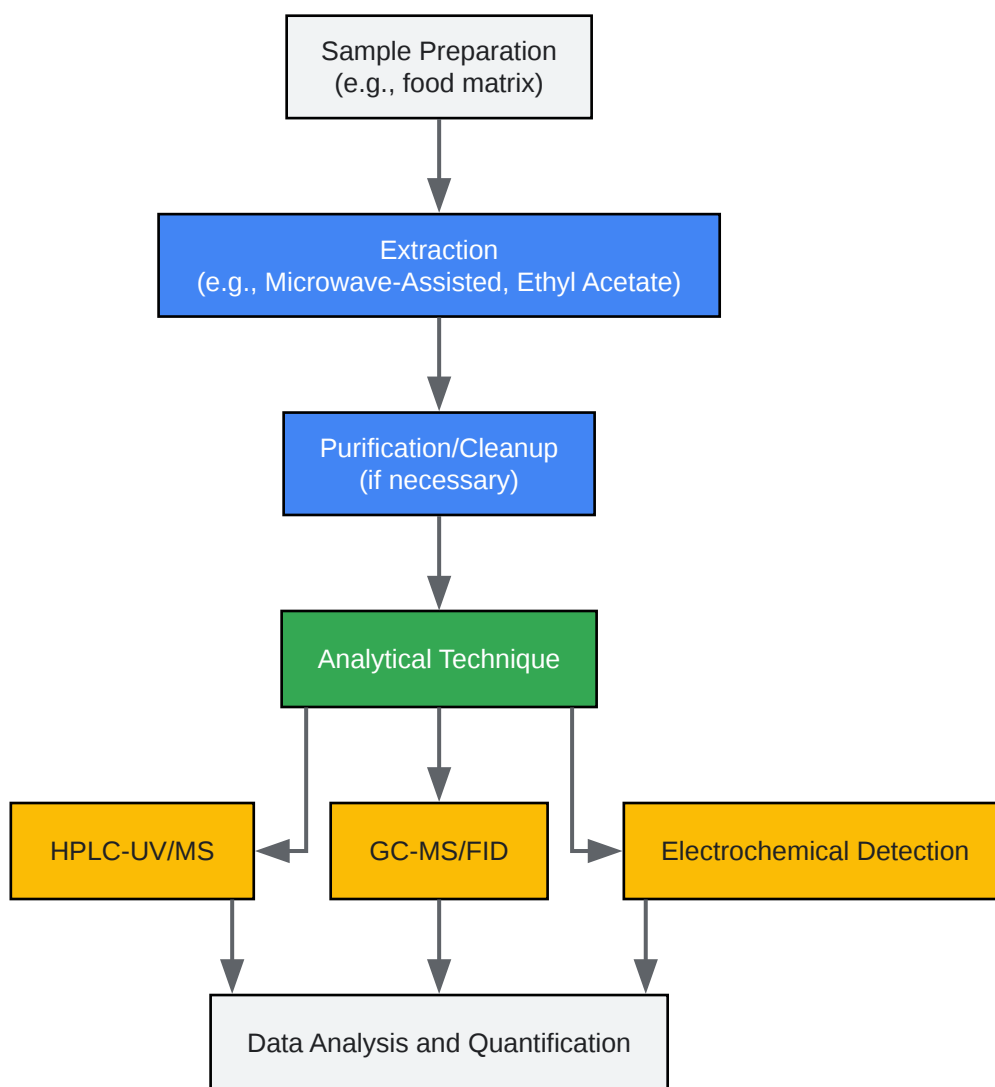 Sample Preparation
(e.g., food matrix)
Extraction
(e.g., Microwave-Assisted, Ethyl Acetate)
Purification/Cleanup
(if necessary)
Analytical Technique
HPLC-UV/MS
GC-MS/FID
Electrochemical Detection
Data Analysis and Quantification